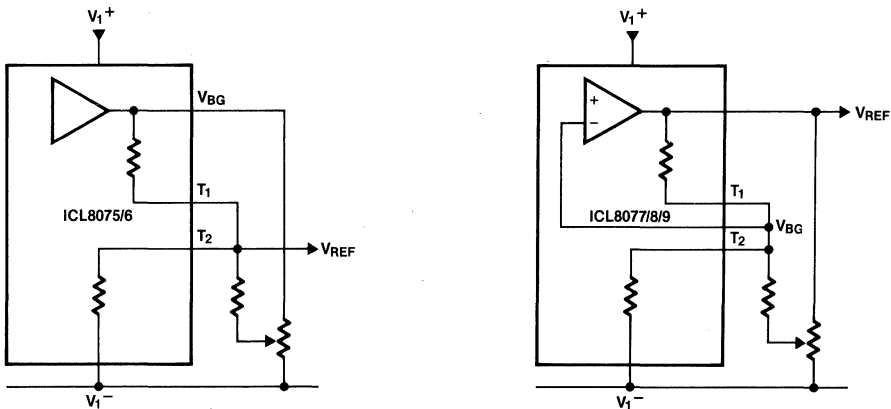 V1+
VBG
T1
ICL8075/6
T2
VREF
V1−
V1+
+
−
VREF
T1
ICL8077/8/9
VBG
T2
V1−